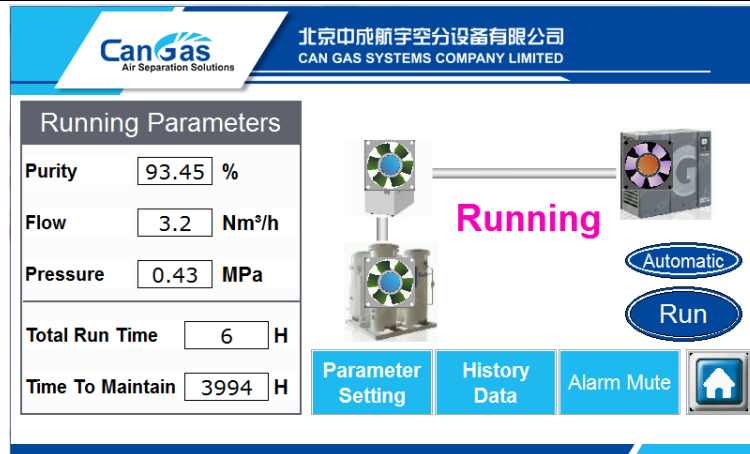 CanGas
Air Separation Solutions
北京中成航宇空分设备有限公司
CAN GAS SYSTEMS COMPANY LIMITED
Running Parameters
Purity 93.45 %
Flow 3.2 Nm³/h
Pressure 0.43 MPa
Total Run Time 6 H
Time To Maintain 3994 H
G
Running
Automatic
Run
Parameter
Setting
History
Data
Alarm Mute